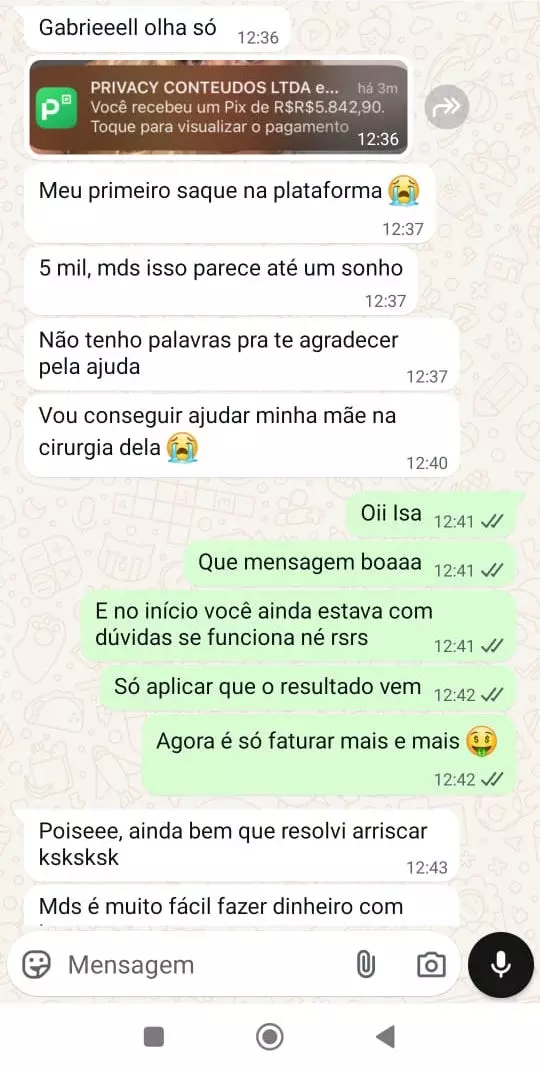 Gabrieeell olha só 12:36
PRIVACY CONTEUDOS LTDA e... há 3m
Você recebeu um Pix de R$R$5.842,90.
Toque para visualizar o pagamento
12:36
Meu primeiro saque na plataforma 😭
12:37
5 mil, mds isso parece até um sonho
12:37
Não tenho palavras pra te agradecer
pela ajuda
12:37
Vou conseguir ajudar minha mãe na
cirurgia dela 😭
12:40
Oii Isa 12:41
Que mensagem boaaa 12:41
E no início você ainda estava com
dúvidas se funciona né rsrs 12:41
Só aplicar que o resultado vem 12:42
Agora é só faturar mais e mais 🤑
12:42
Poiseee, ainda bem que resolvi arriscar
ksksksk
12:43
Mds é muito fácil fazer dinheiro com
Mensagem